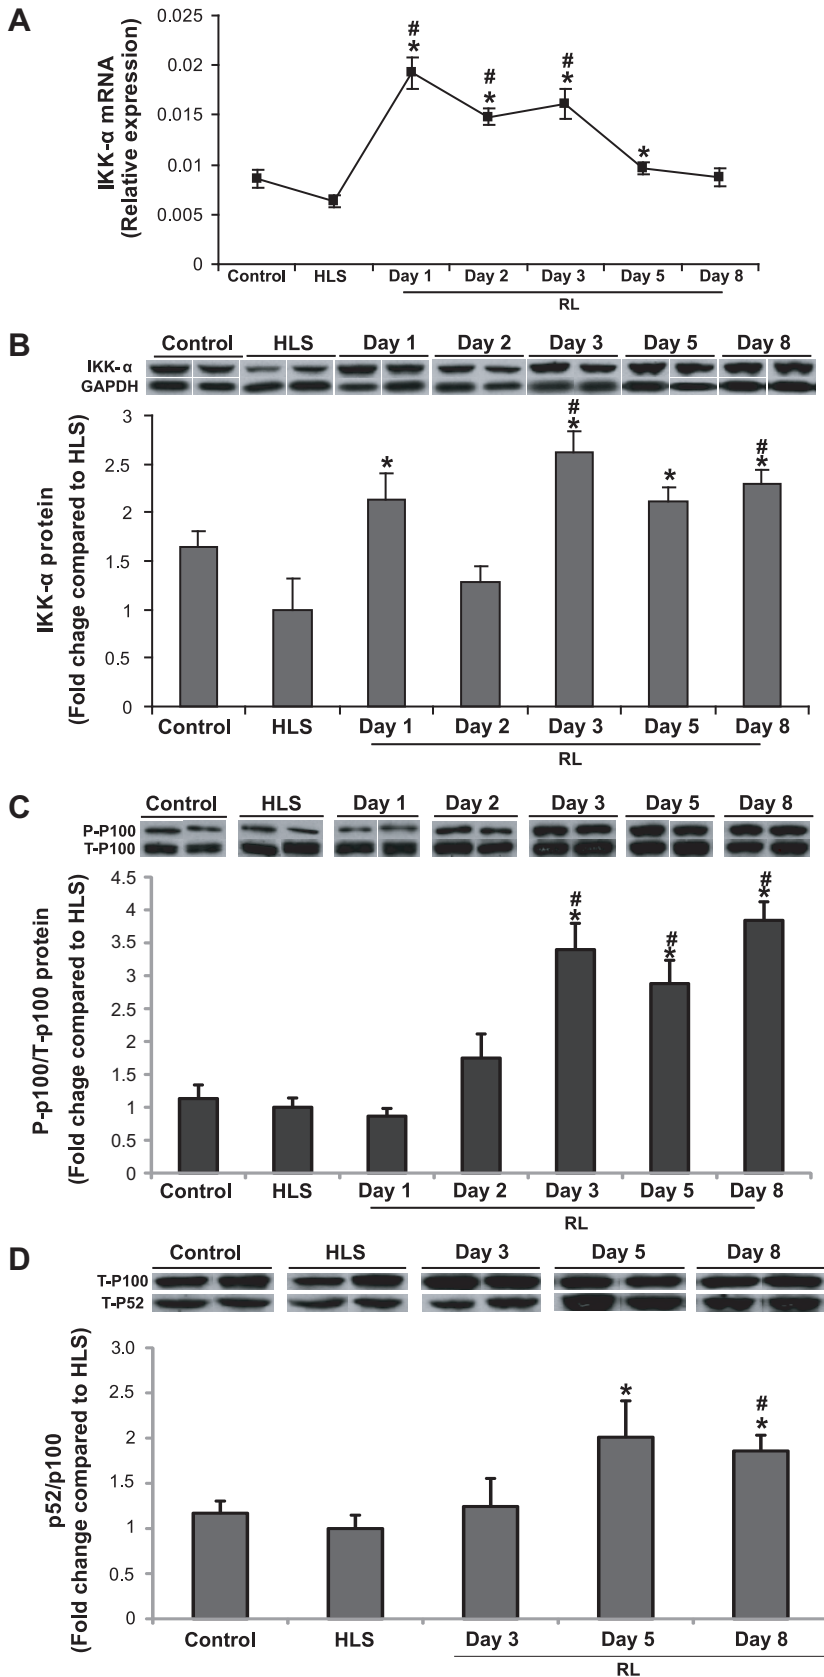 A
IKK-α mRNA
(Relative expression)
0.025
0.02
0.015
0.01
0.005
0
# *
# *
# *
*
Control HLS Day 1 Day 2 Day 3 Day 5 Day 8
RL
B
Control HLS Day 1 Day 2 Day 3 Day 5 Day 8
IKK-α
GAPDH
IKK-α protein
(Fold chage compared to HLS)
3
2.5
2
1.5
1
0.5
0
*
# *
*
# *
Control HLS Day 1 Day 2 Day 3 Day 5 Day 8
RL
C
Control HLS Day 1 Day 2 Day 3 Day 5 Day 8
P-P100
T-P100
P-p100/T-p100 protein
(Fold chage compared to HLS)
4.5
4
3.5
3
2.5
2
1.5
1
0.5
0
# *
# *
# *
Control HLS Day 1 Day 2 Day 3 Day 5 Day 8
RL
D
Control HLS Day 3 Day 5 Day 8
T-P100
T-P52
p52/p100
(Fold change compared to HLS)
3.0
2.5
2
1.5
1
0.5
0
*
# *
Control HLS Day 3 Day 5 Day 8
RL